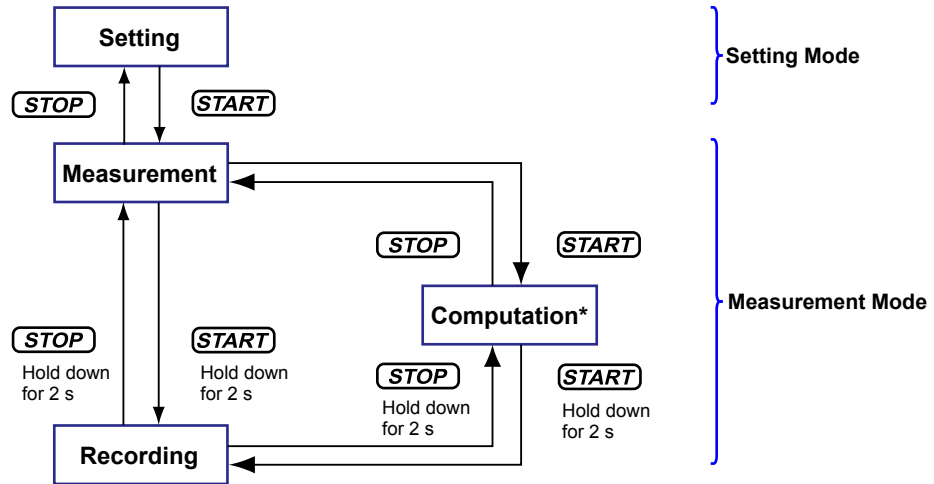 Setting
Setting Mode
STOP
START
Measurement
STOP
START
Computation*
Measurement Mode
STOP
Hold down
for 2 s
START
Hold down
for 2 s
STOP
Hold down
for 2 s
START
Hold down
for 2 s
Recording